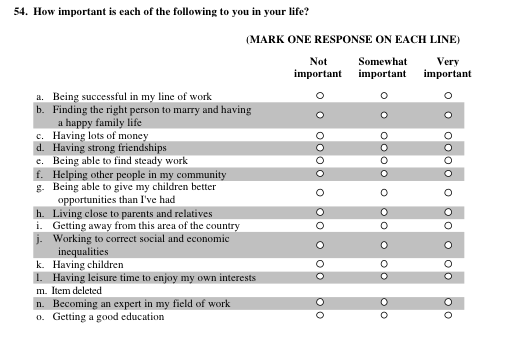 54. How important is each of the following to you in your life?
(MARK ONE RESPONSE ON EACH LINE)
Not important Somewhat important Very important
a. Being successful in my line of work
b. Finding the right person to marry and having
a happy family life
c. Having lots of money
d. Having strong friendships
e. Being able to find steady work
f. Helping other people in my community
g. Being able to give my children better
opportunities than I've had
h. Living close to parents and relatives
i. Getting away from this area of the country
j. Working to correct social and economic
inequalities
k. Having children
l. Having leisure time to enjoy my own interests
m. Item deleted
n. Becoming an expert in my field of work
o. Getting a good education